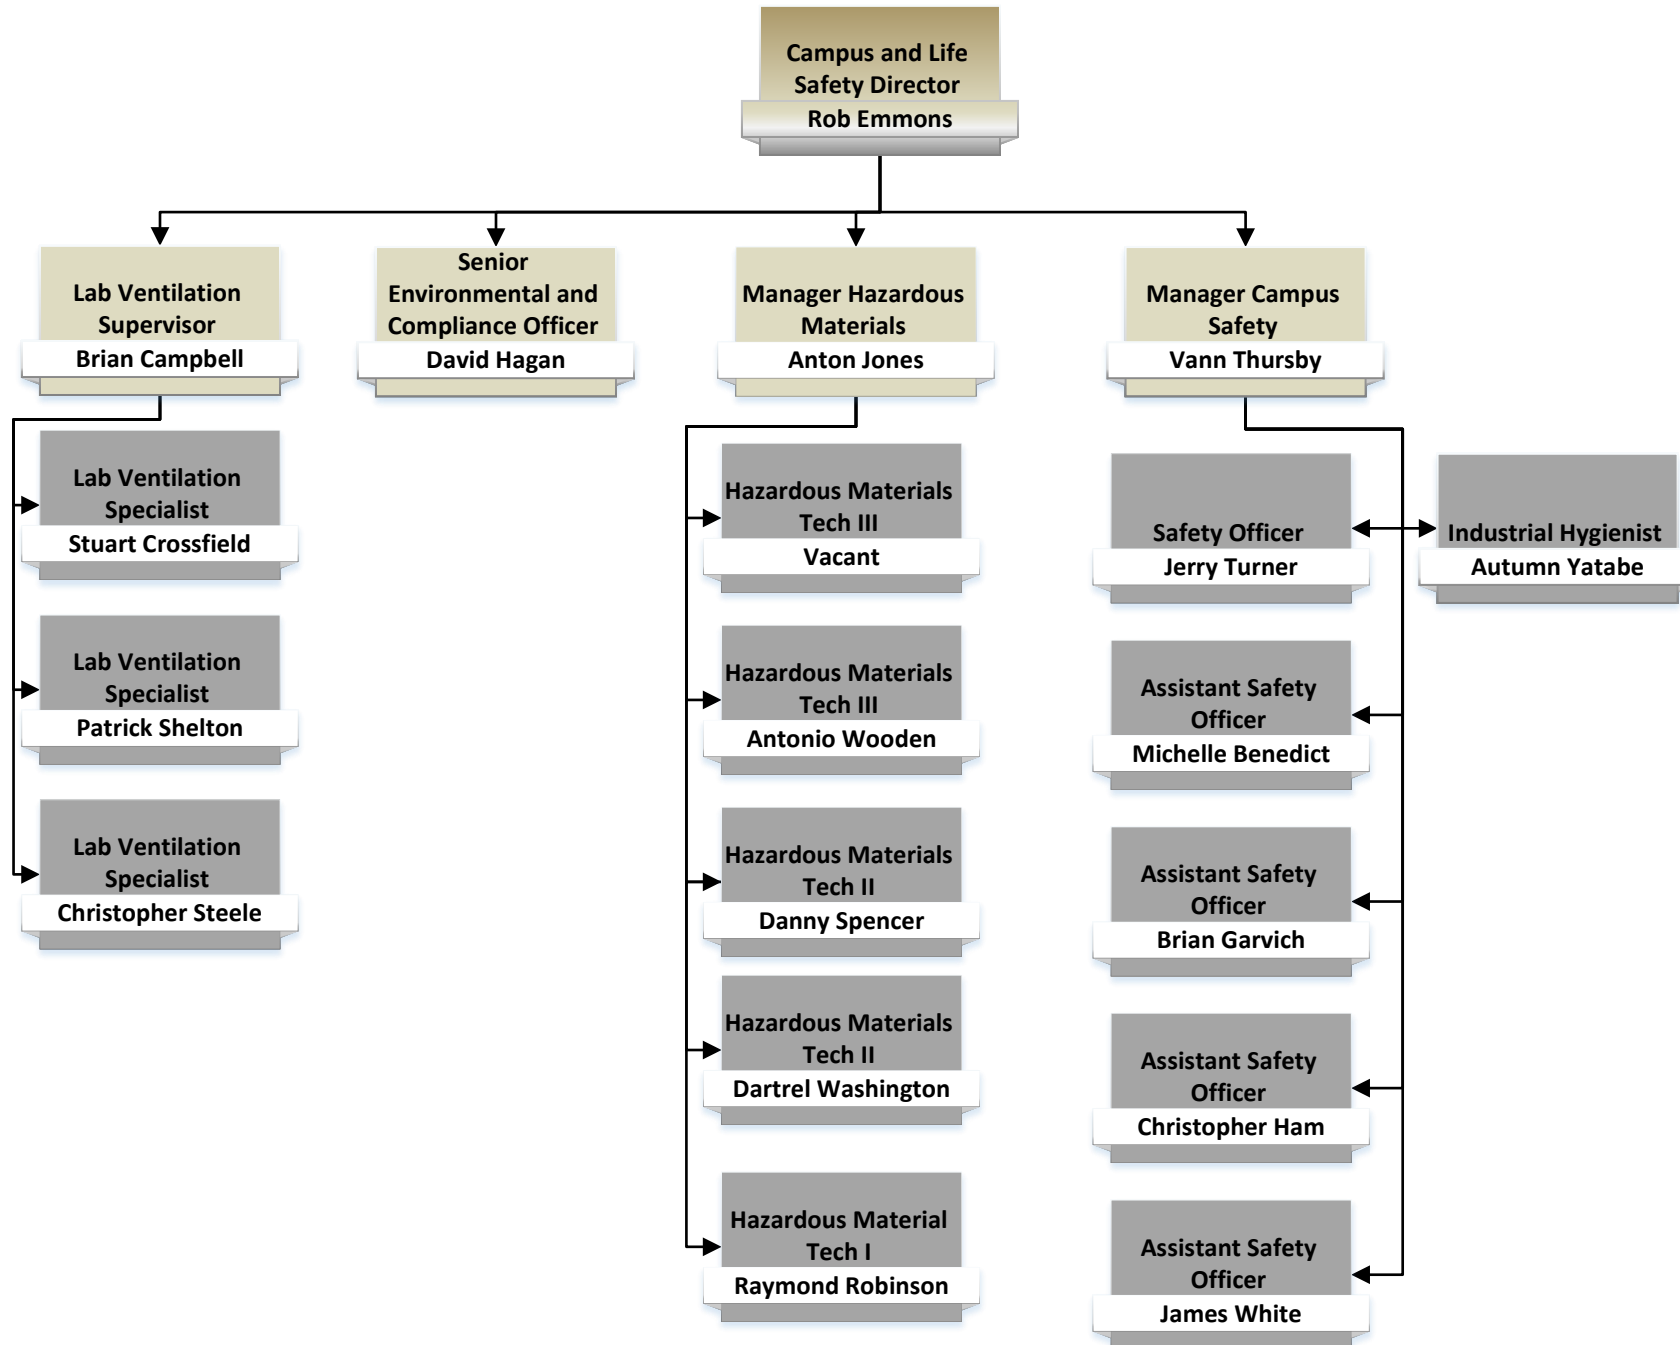 Campus and Life
Safety Director
Rob Emmons
Lab Ventilation
Supervisor
Brian Campbell
Senior
Environmental and
Compliance Officer
David Hagan
Manager Hazardous
Materials
Anton Jones
Manager Campus
Safety
Vann Thursby
Lab Ventilation
Specialist
Stuart Crossfield
Lab Ventilation
Specialist
Patrick Shelton
Lab Ventilation
Specialist
Christopher Steele
Hazardous Materials
Tech III
Vacant
Hazardous Materials
Tech III
Antonio Wooden
Hazardous Materials
Tech II
Danny Spencer
Hazardous Materials
Tech II
Dartrel Washington
Hazardous Material
Tech I
Raymond Robinson
Safety Officer
Jerry Turner
Industrial Hygienist
Autumn Yatabe
Assistant Safety
Officer
Michelle Benedict
Assistant Safety
Officer
Brian Garvich
Assistant Safety
Officer
Christopher Ham
Assistant Safety
Officer
James White